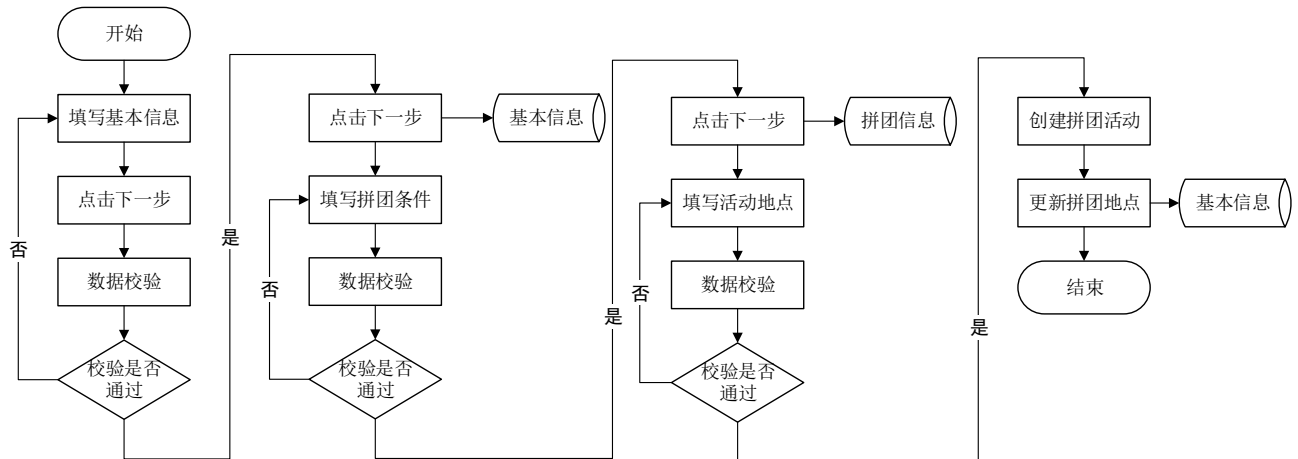 开始
填写基本信息
点击下一步
数据校验
校验是否
通过
否
是
点击下一步
基本信息
填写拼团条件
数据校验
校验是否
通过
否
是
点击下一步
拼团信息
填写活动地点
数据校验
校验是否
通过
否
是
创建拼团活动
更新拼团地点
基本信息
结束